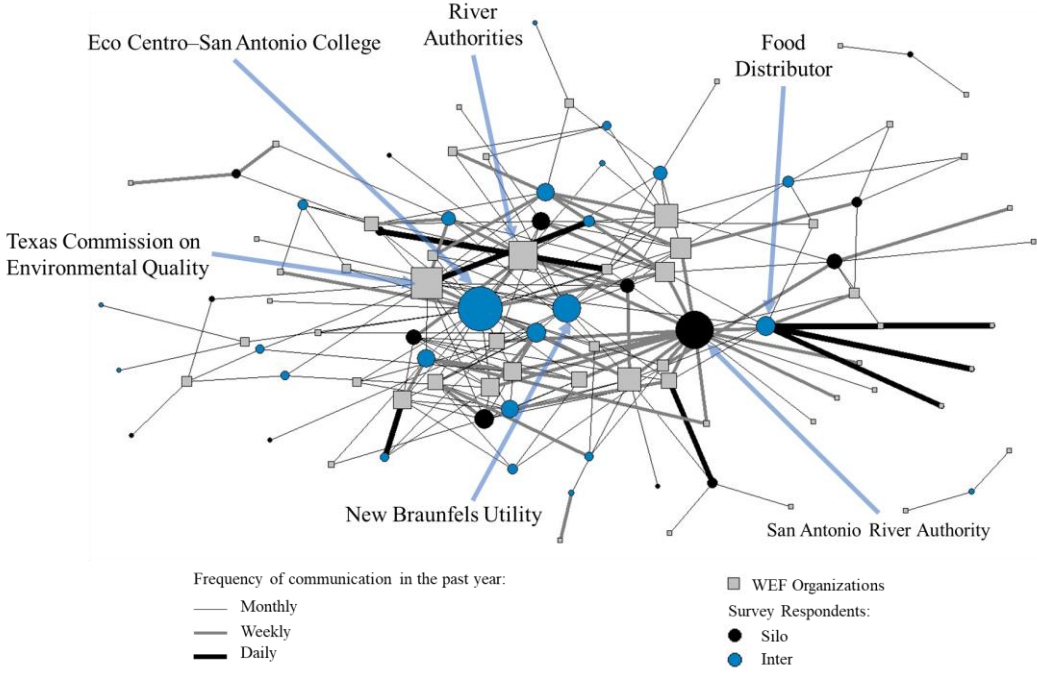 River
Authorities
Eco Centro–San Antonio College
Food
Distributor
Texas Commission on
Environmental Quality
New Braunfels Utility
San Antonio River Authority
Frequency of communication in the past year:
Monthly
Weekly
Daily
WEF Organizations
Survey Respondents:
Silo
Inter